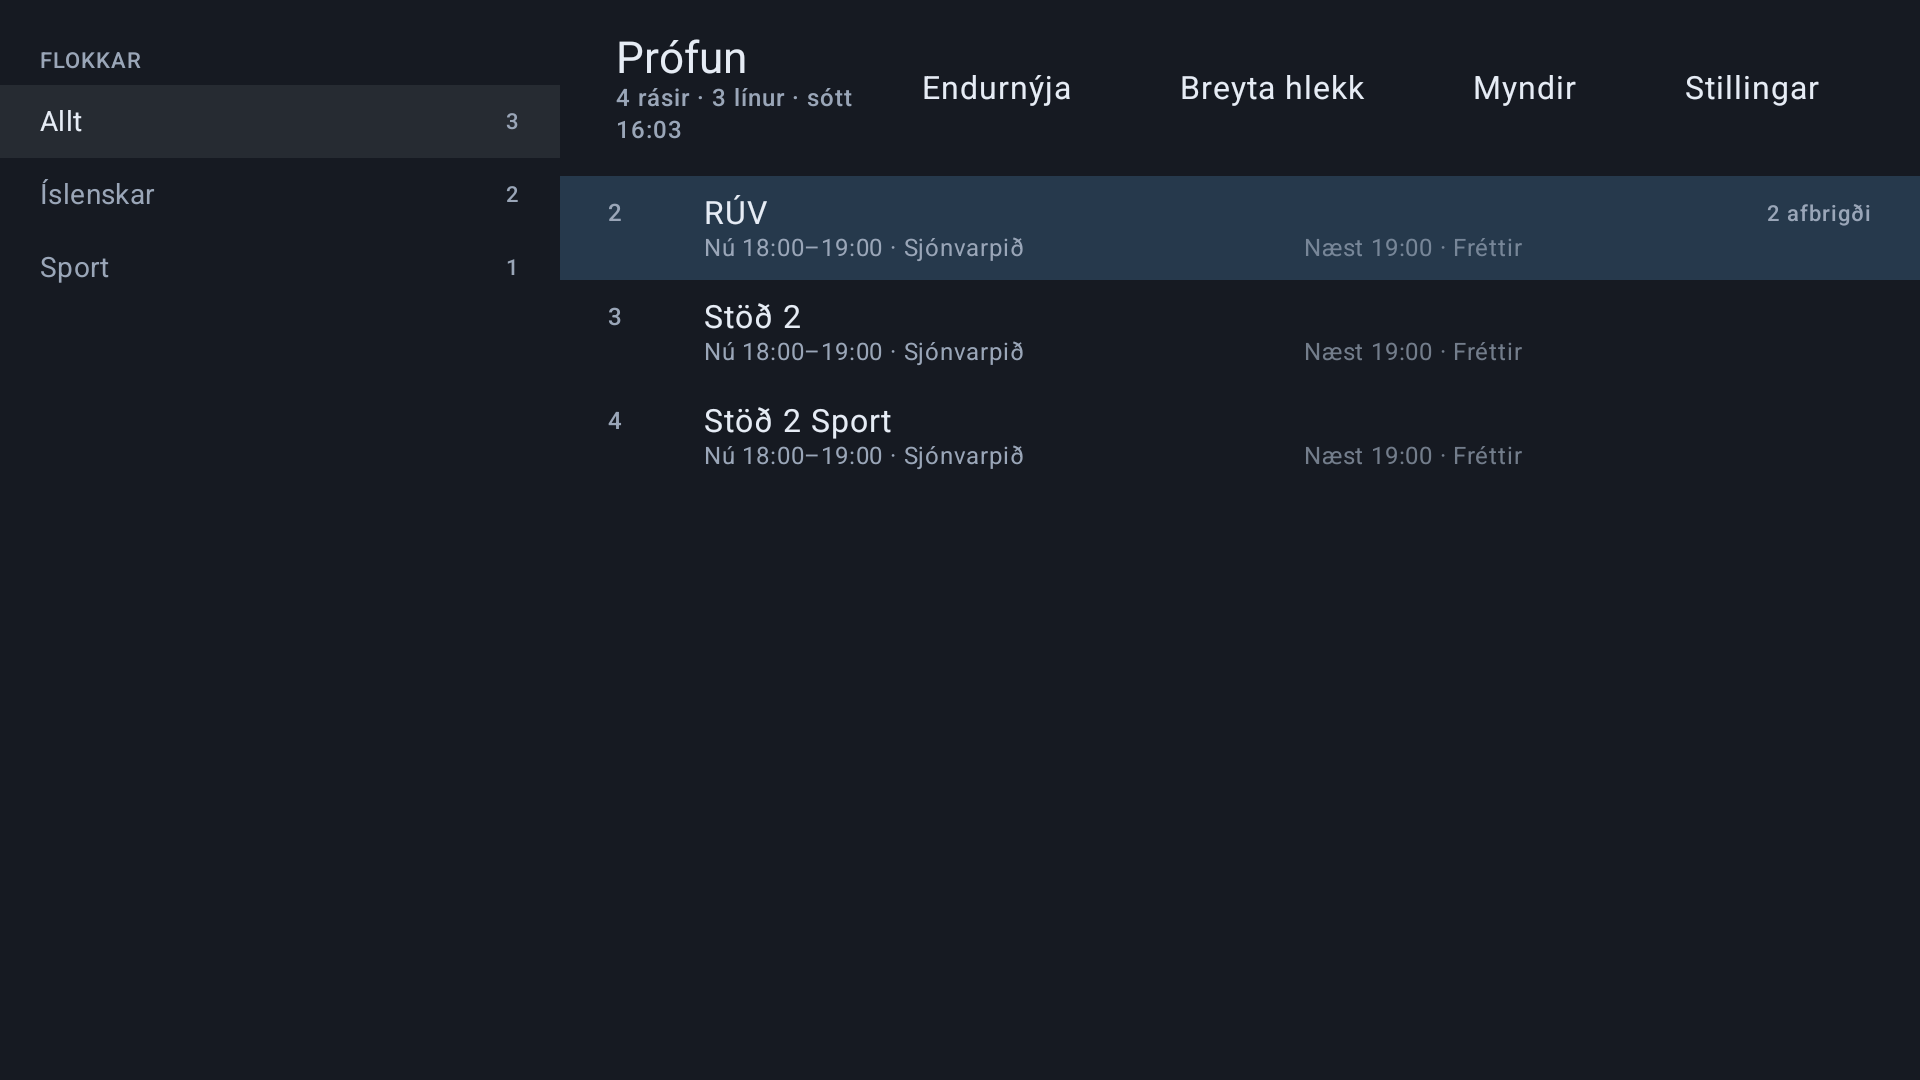 FLOKKAR
Allt 3
Íslenskar 2
Sport 1
Prófun
4 rásir · 3 línur · sótt
16:03
Endurnýja Breyta hlekk Myndir Stillingar
2 RÚV 2 afbrigði
Nú 18:00–19:00 · Sjónvarpið Næst 19:00 · Fréttir
3 Stöð 2
Nú 18:00–19:00 · Sjónvarpið Næst 19:00 · Fréttir
4 Stöð 2 Sport
Nú 18:00–19:00 · Sjónvarpið Næst 19:00 · Fréttir